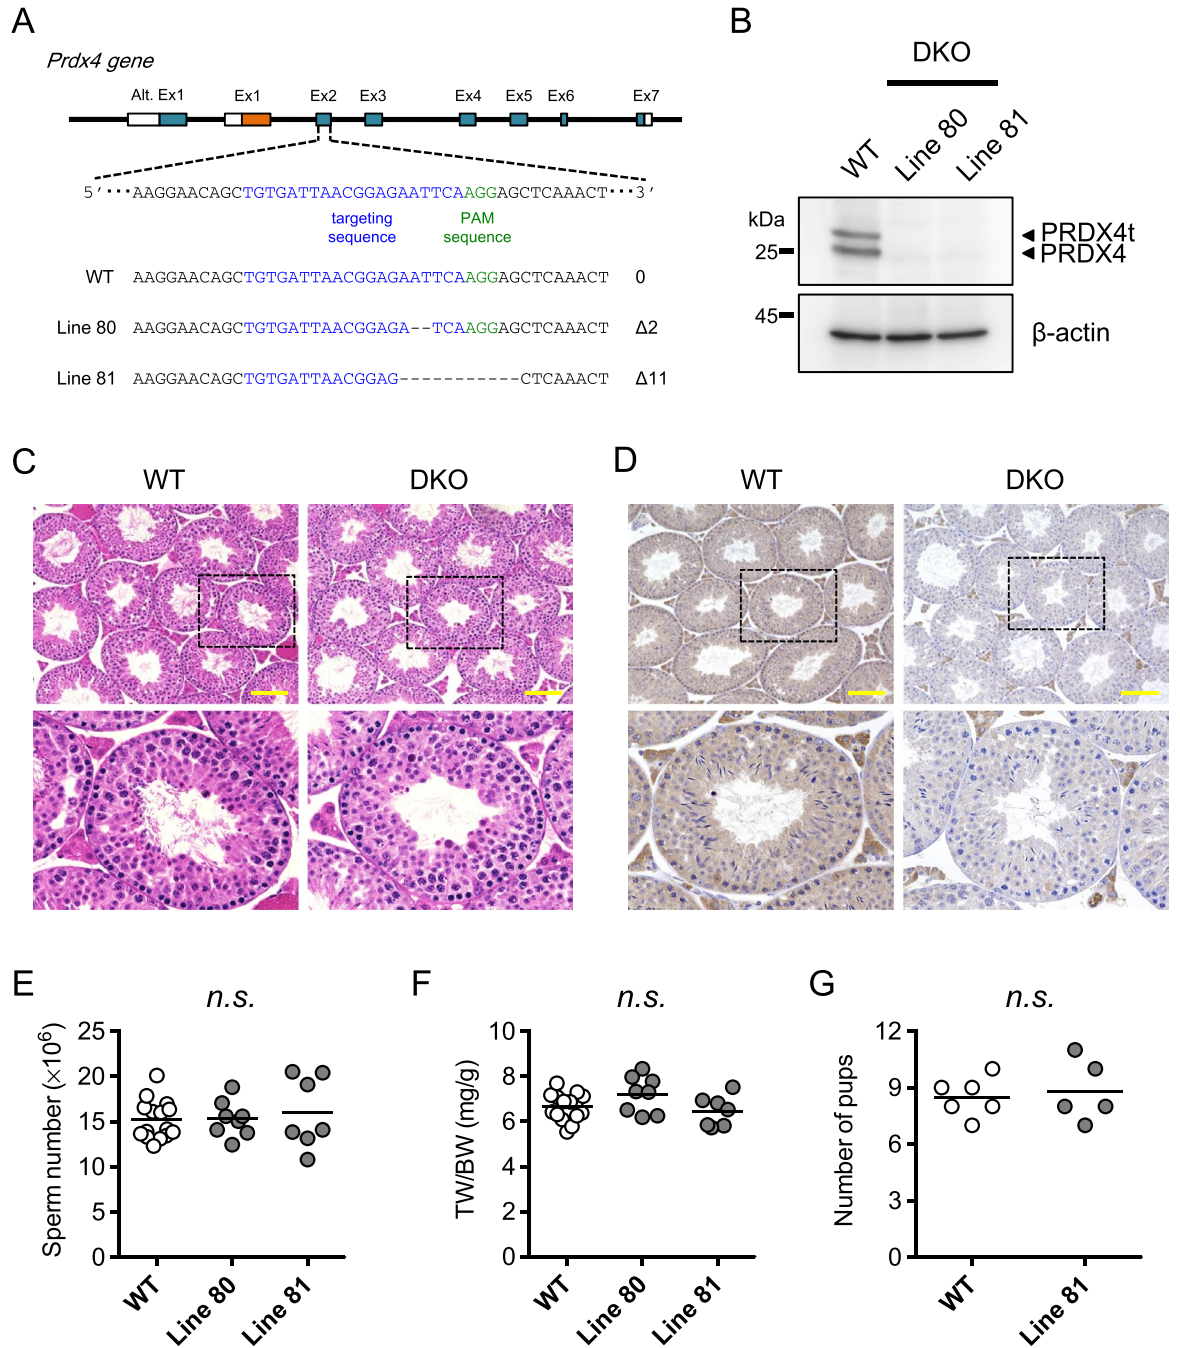 A
Prdx4 gene
Alt. Ex1 Ex1 Ex2 Ex3 Ex4 Ex5 Ex6 Ex7
5′ ··· AAGGAACAGCTGTGATTAACGGAGAATTCAAGGAGCTCAAACT ··· 3′
targeting sequence
PAM sequence
WT AAGGAACAGCTGTGATTAACGGAGAATTCAAGGAGCTCAAACT 0
Line 80 AAGGAACAGCTGTGATTAACGGAGA--TCAAGGAGCTCAAACT Δ2
Line 81 AAGGAACAGCTGTGATTAACGGAG-----------CTCAAACT Δ11
B
DKO
WT Line 80 Line 81
kDa
25
PRDX4t
PRDX4
45
β-actin
C
WT DKO
D
WT DKO
E
n.s.
Sperm number (×10⁶)
25
20
15
10
5
0
WT Line 80 Line 81
F
n.s.
TW/BW (mg/g)
10
8
6
4
2
0
WT Line 80 Line 81
G
n.s.
Number of pups
12
9
6
3
0
WT Line 81